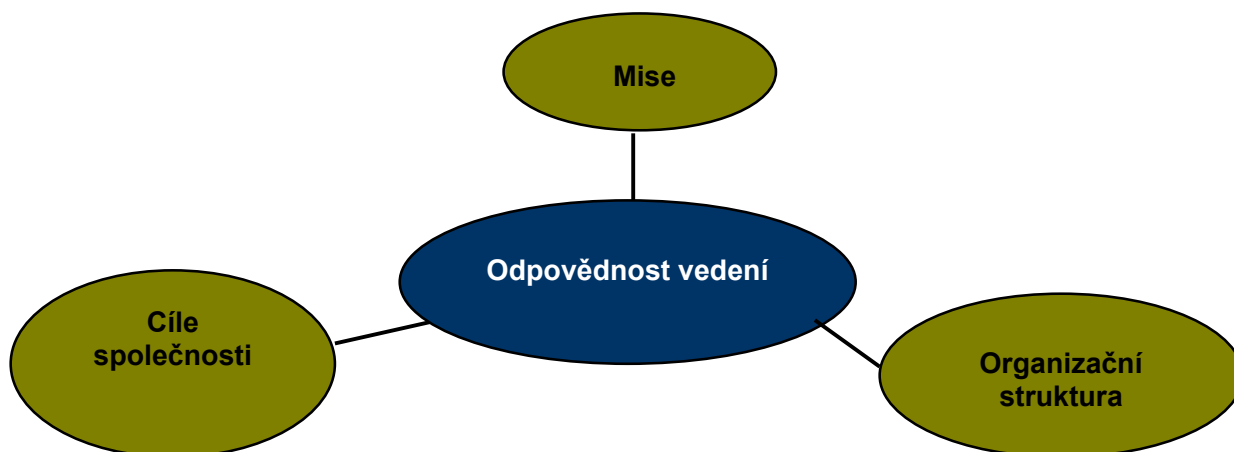 Mise
Odpovědnost vedení
Cíle
společnosti
Organizační
struktura